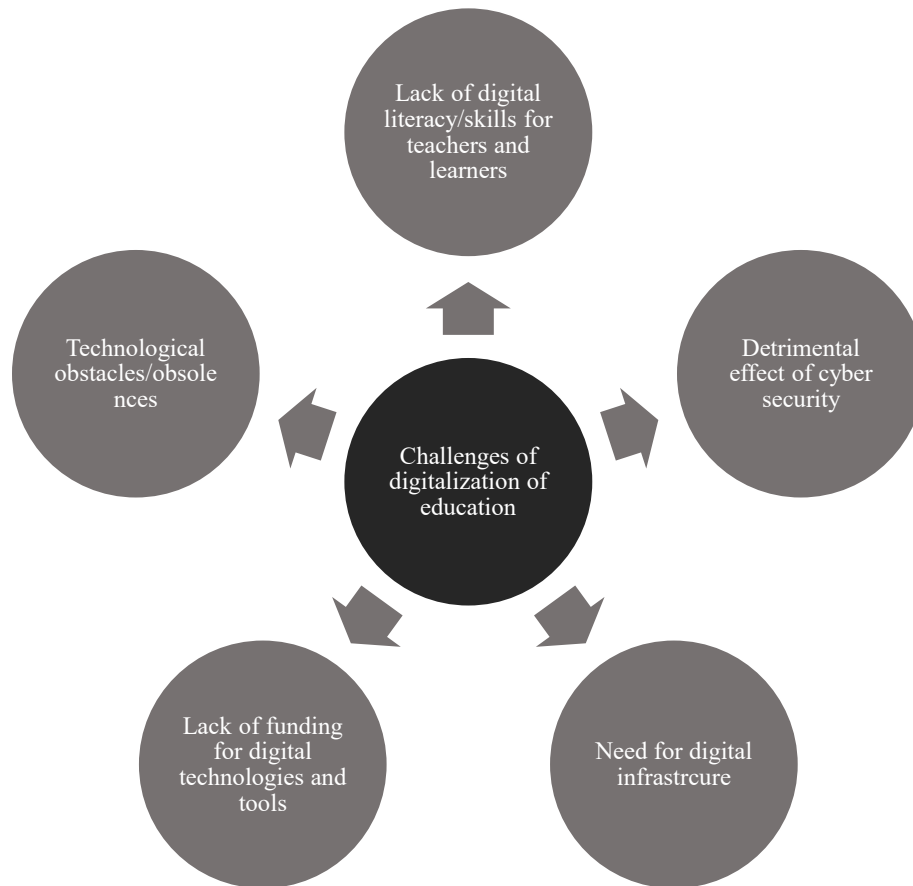 Lack of digital
literacy/skills for
teachers and
learners
Technological
obstacles/obsole
nces
Detrimental
effect of cyber
security
Challenges of
digitalization of
education
Lack of funding
for digital
technologies and
tools
Need for digital
infrastrcure